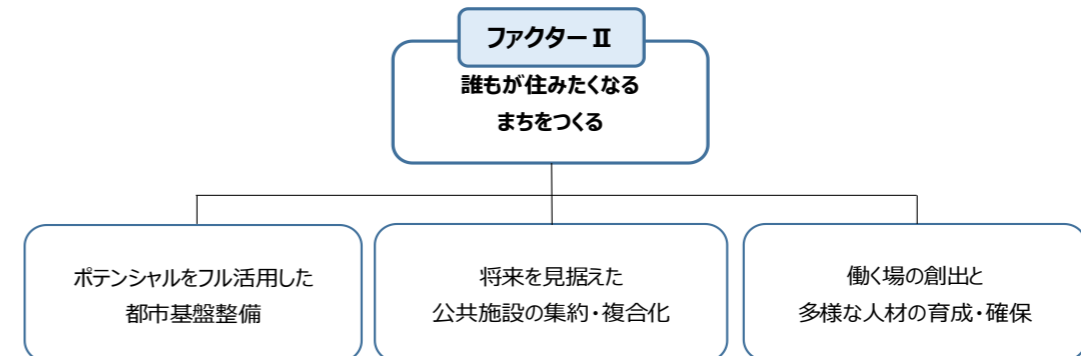 ファクターⅡ
誰もが住みたくなる
まちをつくる
ポテンシャルをフル活用した
都市基盤整備
将来を見据えた
公共施設の集約・複合化
働く場の創出と
多様な人材の育成・確保